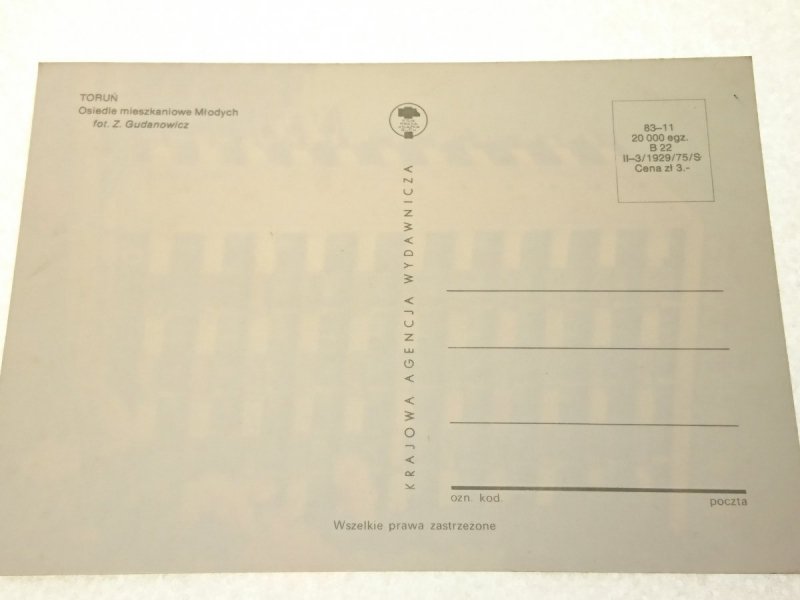 TORUŃ
Osiedle mieszkaniowe Młodych
fot. Z. Gudanowicz
KRAJOWA AGENCJA WYDAWNICZA
83–11
20 000 egz.
B 22
II–3/1929/75/S
Cena zł 3.-
ozn. kod.
poczta
Wszelkie prawa zastrzeżone